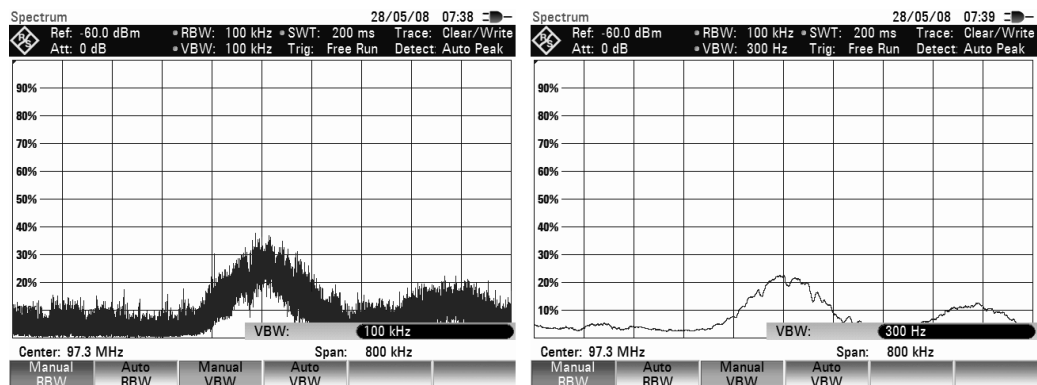 Spectrum 28/05/08 07:38
Ref: -60.0 dBm RBW: 100 kHz SWT: 200 ms Trace: Clear/Write
Att: 0 dB VBW: 100 kHz Trig: Free Run Detect: Auto Peak
90%
80%
70%
60%
50%
40%
30%
20%
VBW: 100 kHz
Center: 97.3 MHz Span: 800 kHz
Manual RBW Auto RBW Manual VBW Auto VBW
Spectrum 28/05/08 07:39
Ref: -60.0 dBm RBW: 100 kHz SWT: 200 ms Trace: Clear/Write
Att: 0 dB VBW: 300 Hz Trig: Free Run Detect: Auto Peak
90%
80%
70%
60%
50%
40%
30%
20%
10%
VBW: 300 Hz
Center: 97.3 MHz Span: 800 kHz
Manual RBW Auto RBW Manual VBW Auto VBW